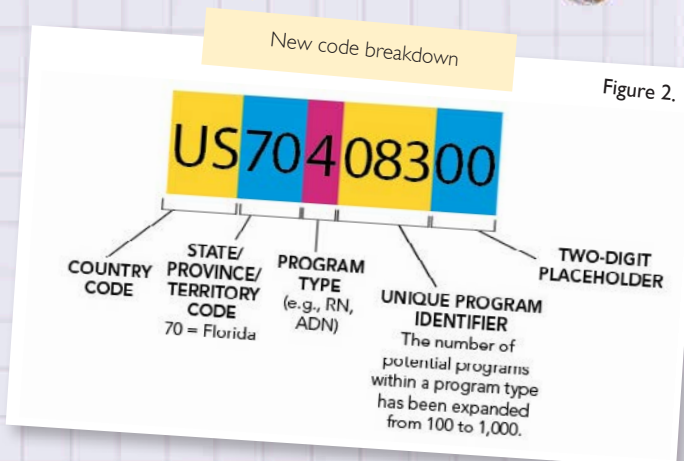 New code breakdown
Figure 2.
US70408300
COUNTRY
CODE
STATE/
PROVINCE/
TERRITORY
CODE
70 = Florida
PROGRAM
TYPE
(e.g., RN,
ADN)
UNIQUE PROGRAM
IDENTIFIER
The number of
potential programs
within a program type
has been expanded
from 100 to 1,000.
TWO-DIGIT
PLACEHOLDER